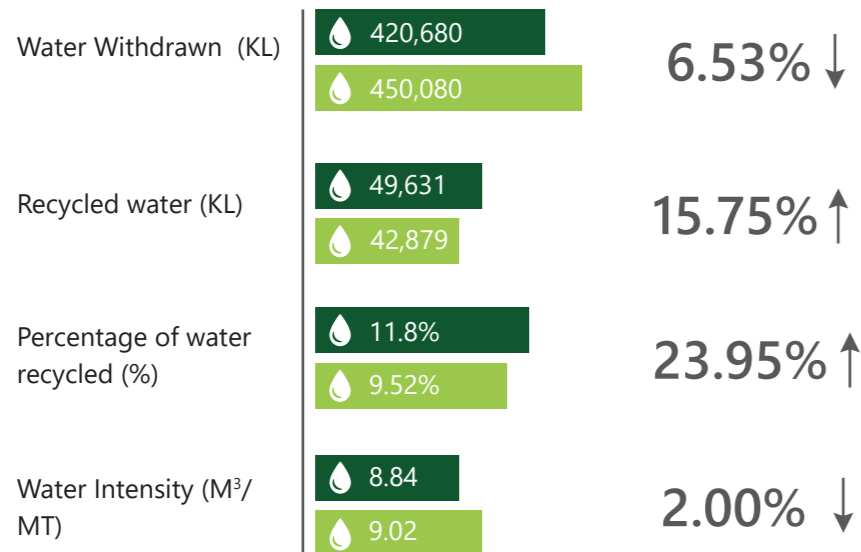 Water Withdrawn (KL)
420,680
450,080
6.53% ↓
Recycled water (KL)
49,631
42,879
15.75% ↑
Percentage of water
recycled (%)
11.8%
9.52%
23.95% ↑
Water Intensity (M³/
MT)
8.84
9.02
2.00% ↓